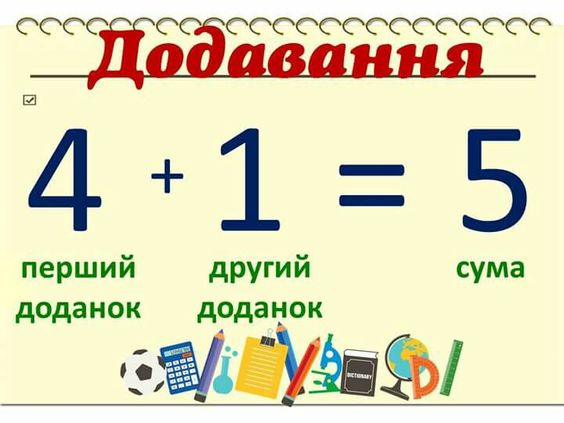 Додавання
4 + 1 = 5
перший другий сума
доданок доданок
DICTIONARY